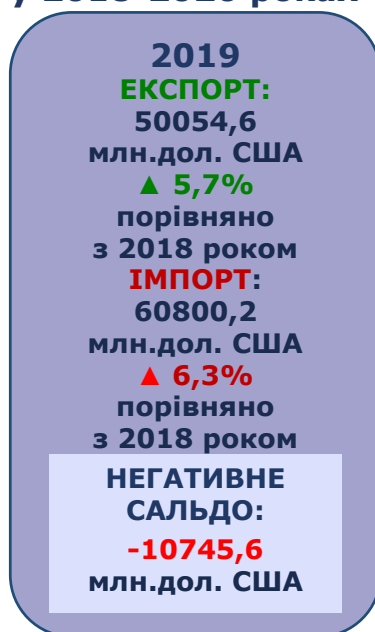 2019
ЕКСПОРТ:
50054,6
млн.дол. США
▲ 5,7%
порівняно
з 2018 роком
ІМПОРТ:
60800,2
млн.дол. США
▲ 6,3%
порівняно
з 2018 роком
НЕГАТИВНЕ
САЛЬДО:
-10745,6
млн.дол. США